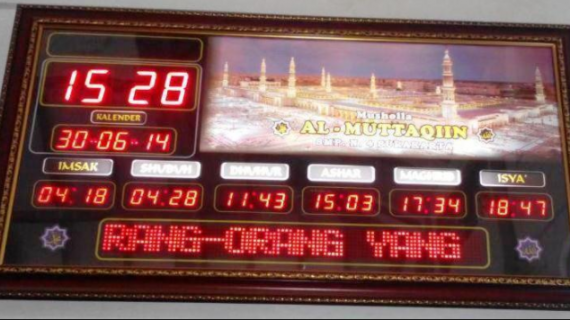 15 28
KALENDER
30-06-14
Musholla
AL - MUTTAQIIN
IMSAK SHUBUH DHUHUR ASHAR MAGHRIB ISYA'
04:18 04:28 11:43 15:03 17:34 18:47
RANG-ORANG YANG